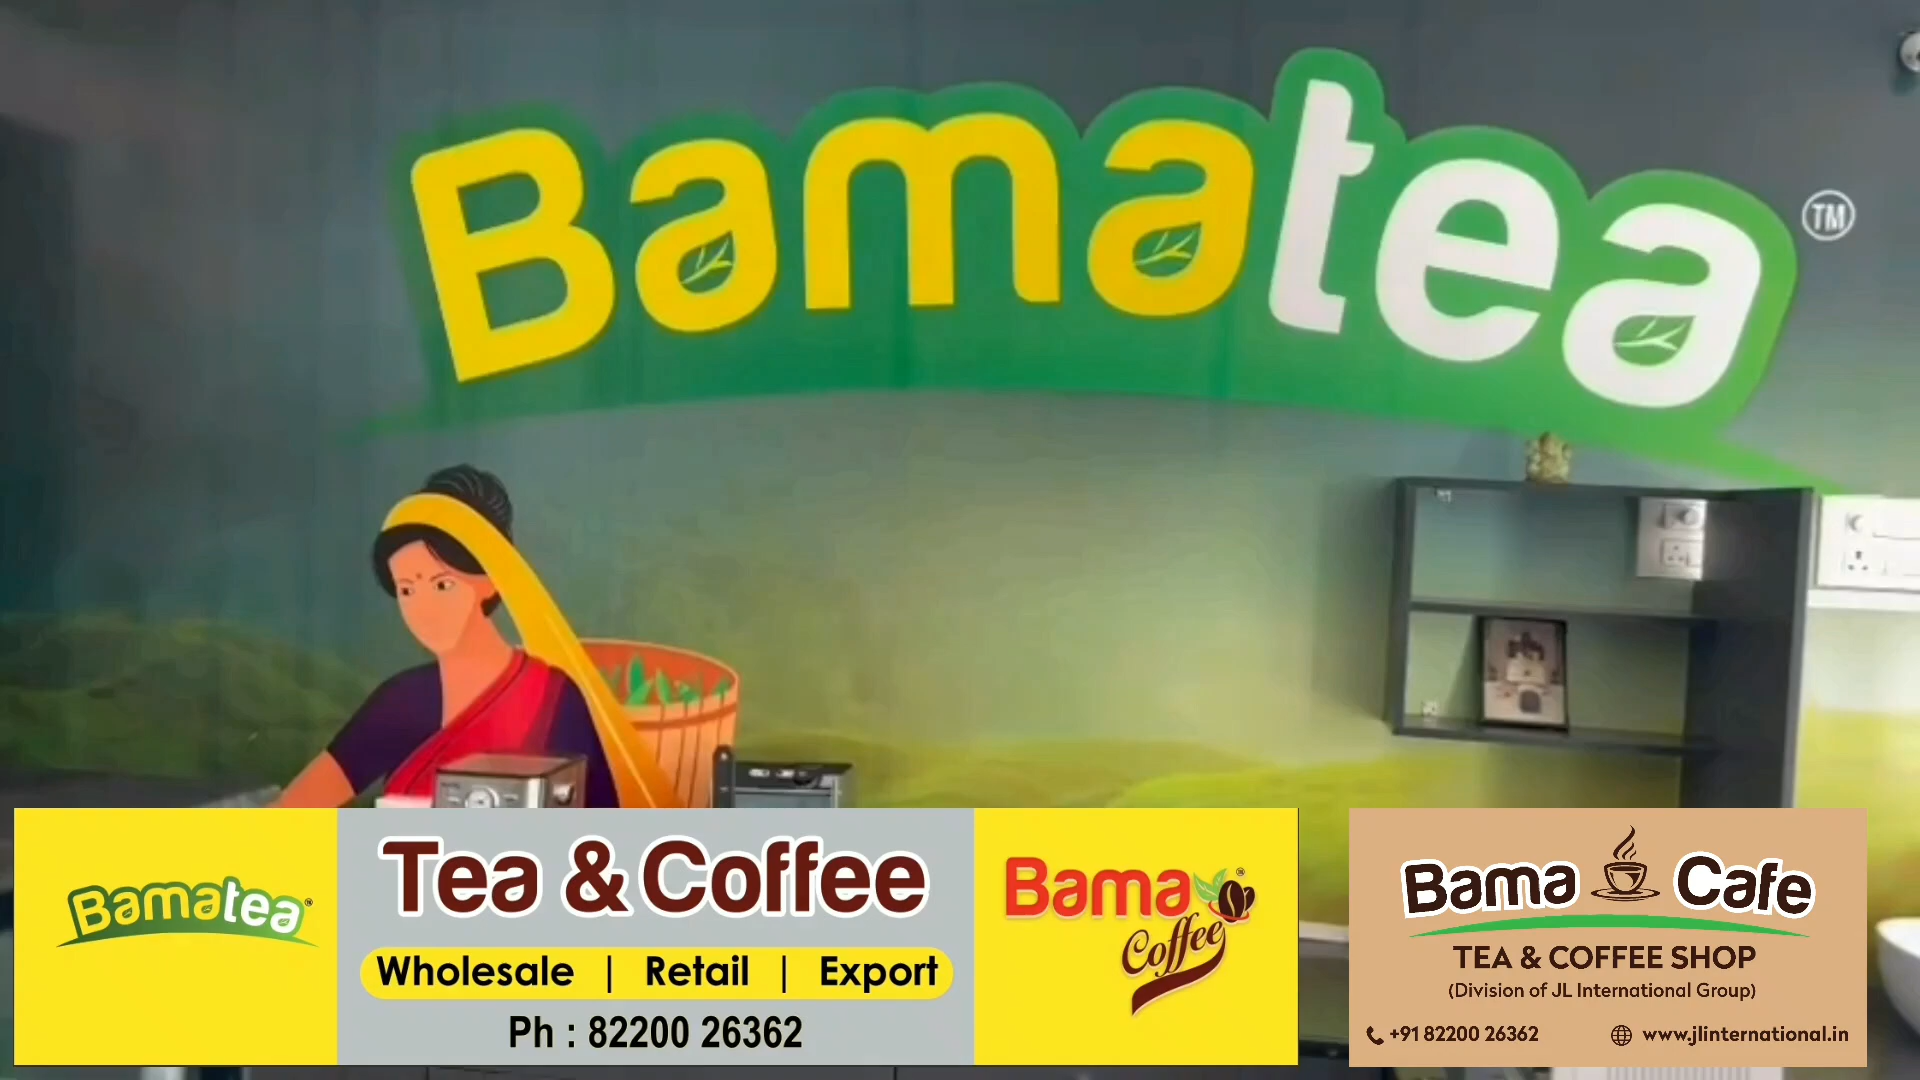 Bamatea TM
Bamatea
Tea & Coffee
Wholesale | Retail | Export
Ph : 82200 26362
Bama
Coffee
Bama Cafe
TEA & COFFEE SHOP
(Division of JL International Group)
+91 82200 26362 www.jlinternational.in